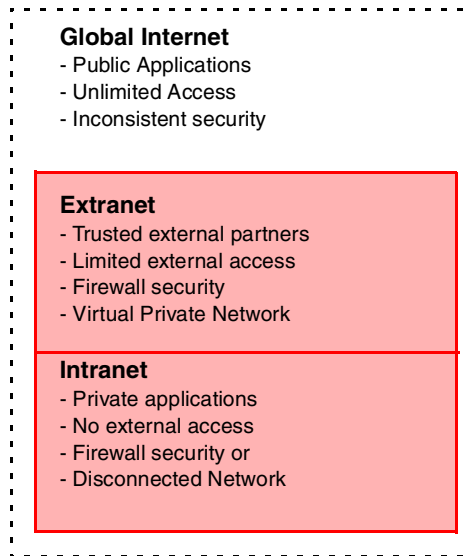 Global Internet
- Public Applications
- Unlimited Access
- Inconsistent security
Extranet
- Trusted external partners
- Limited external access
- Firewall security
- Virtual Private Network
Intranet
- Private applications
- No external access
- Firewall security or
- Disconnected Network